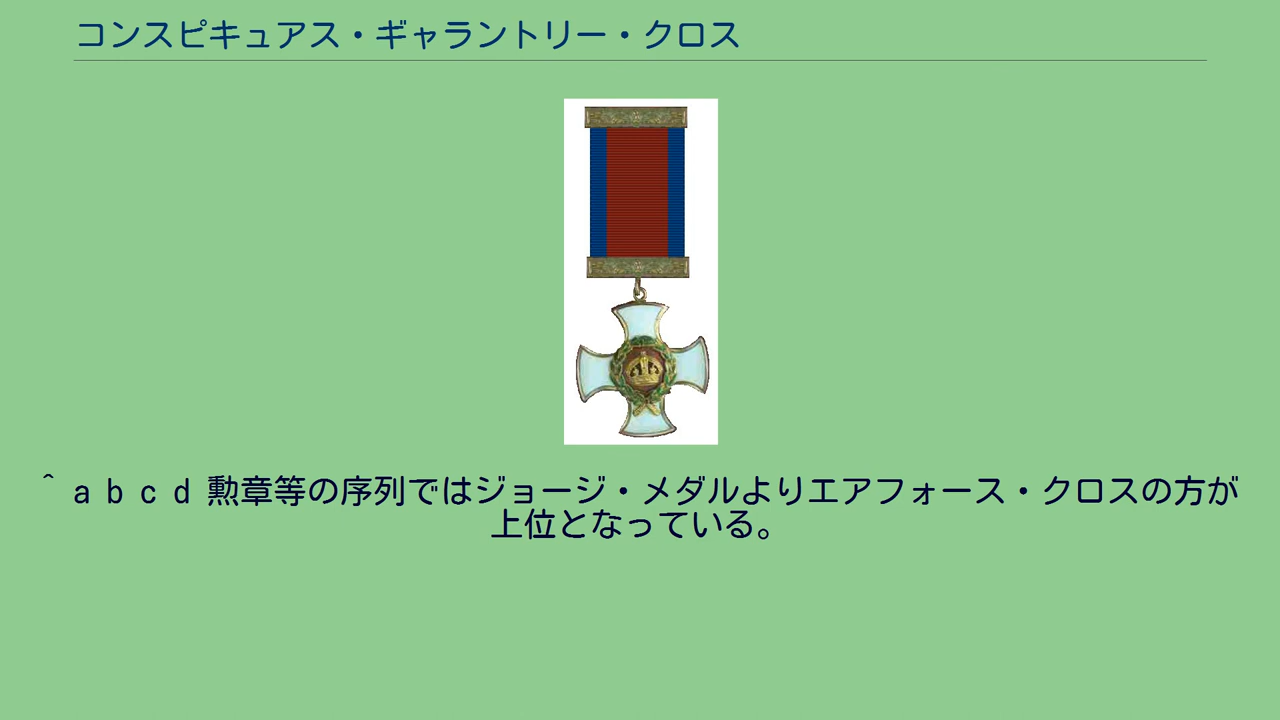 コンスピキュアス・ギャラントリー・クロス
^ a b c d 勲章等の序列ではジョージ・メダルよりエアフォース・クロスの方が
上位となっている。